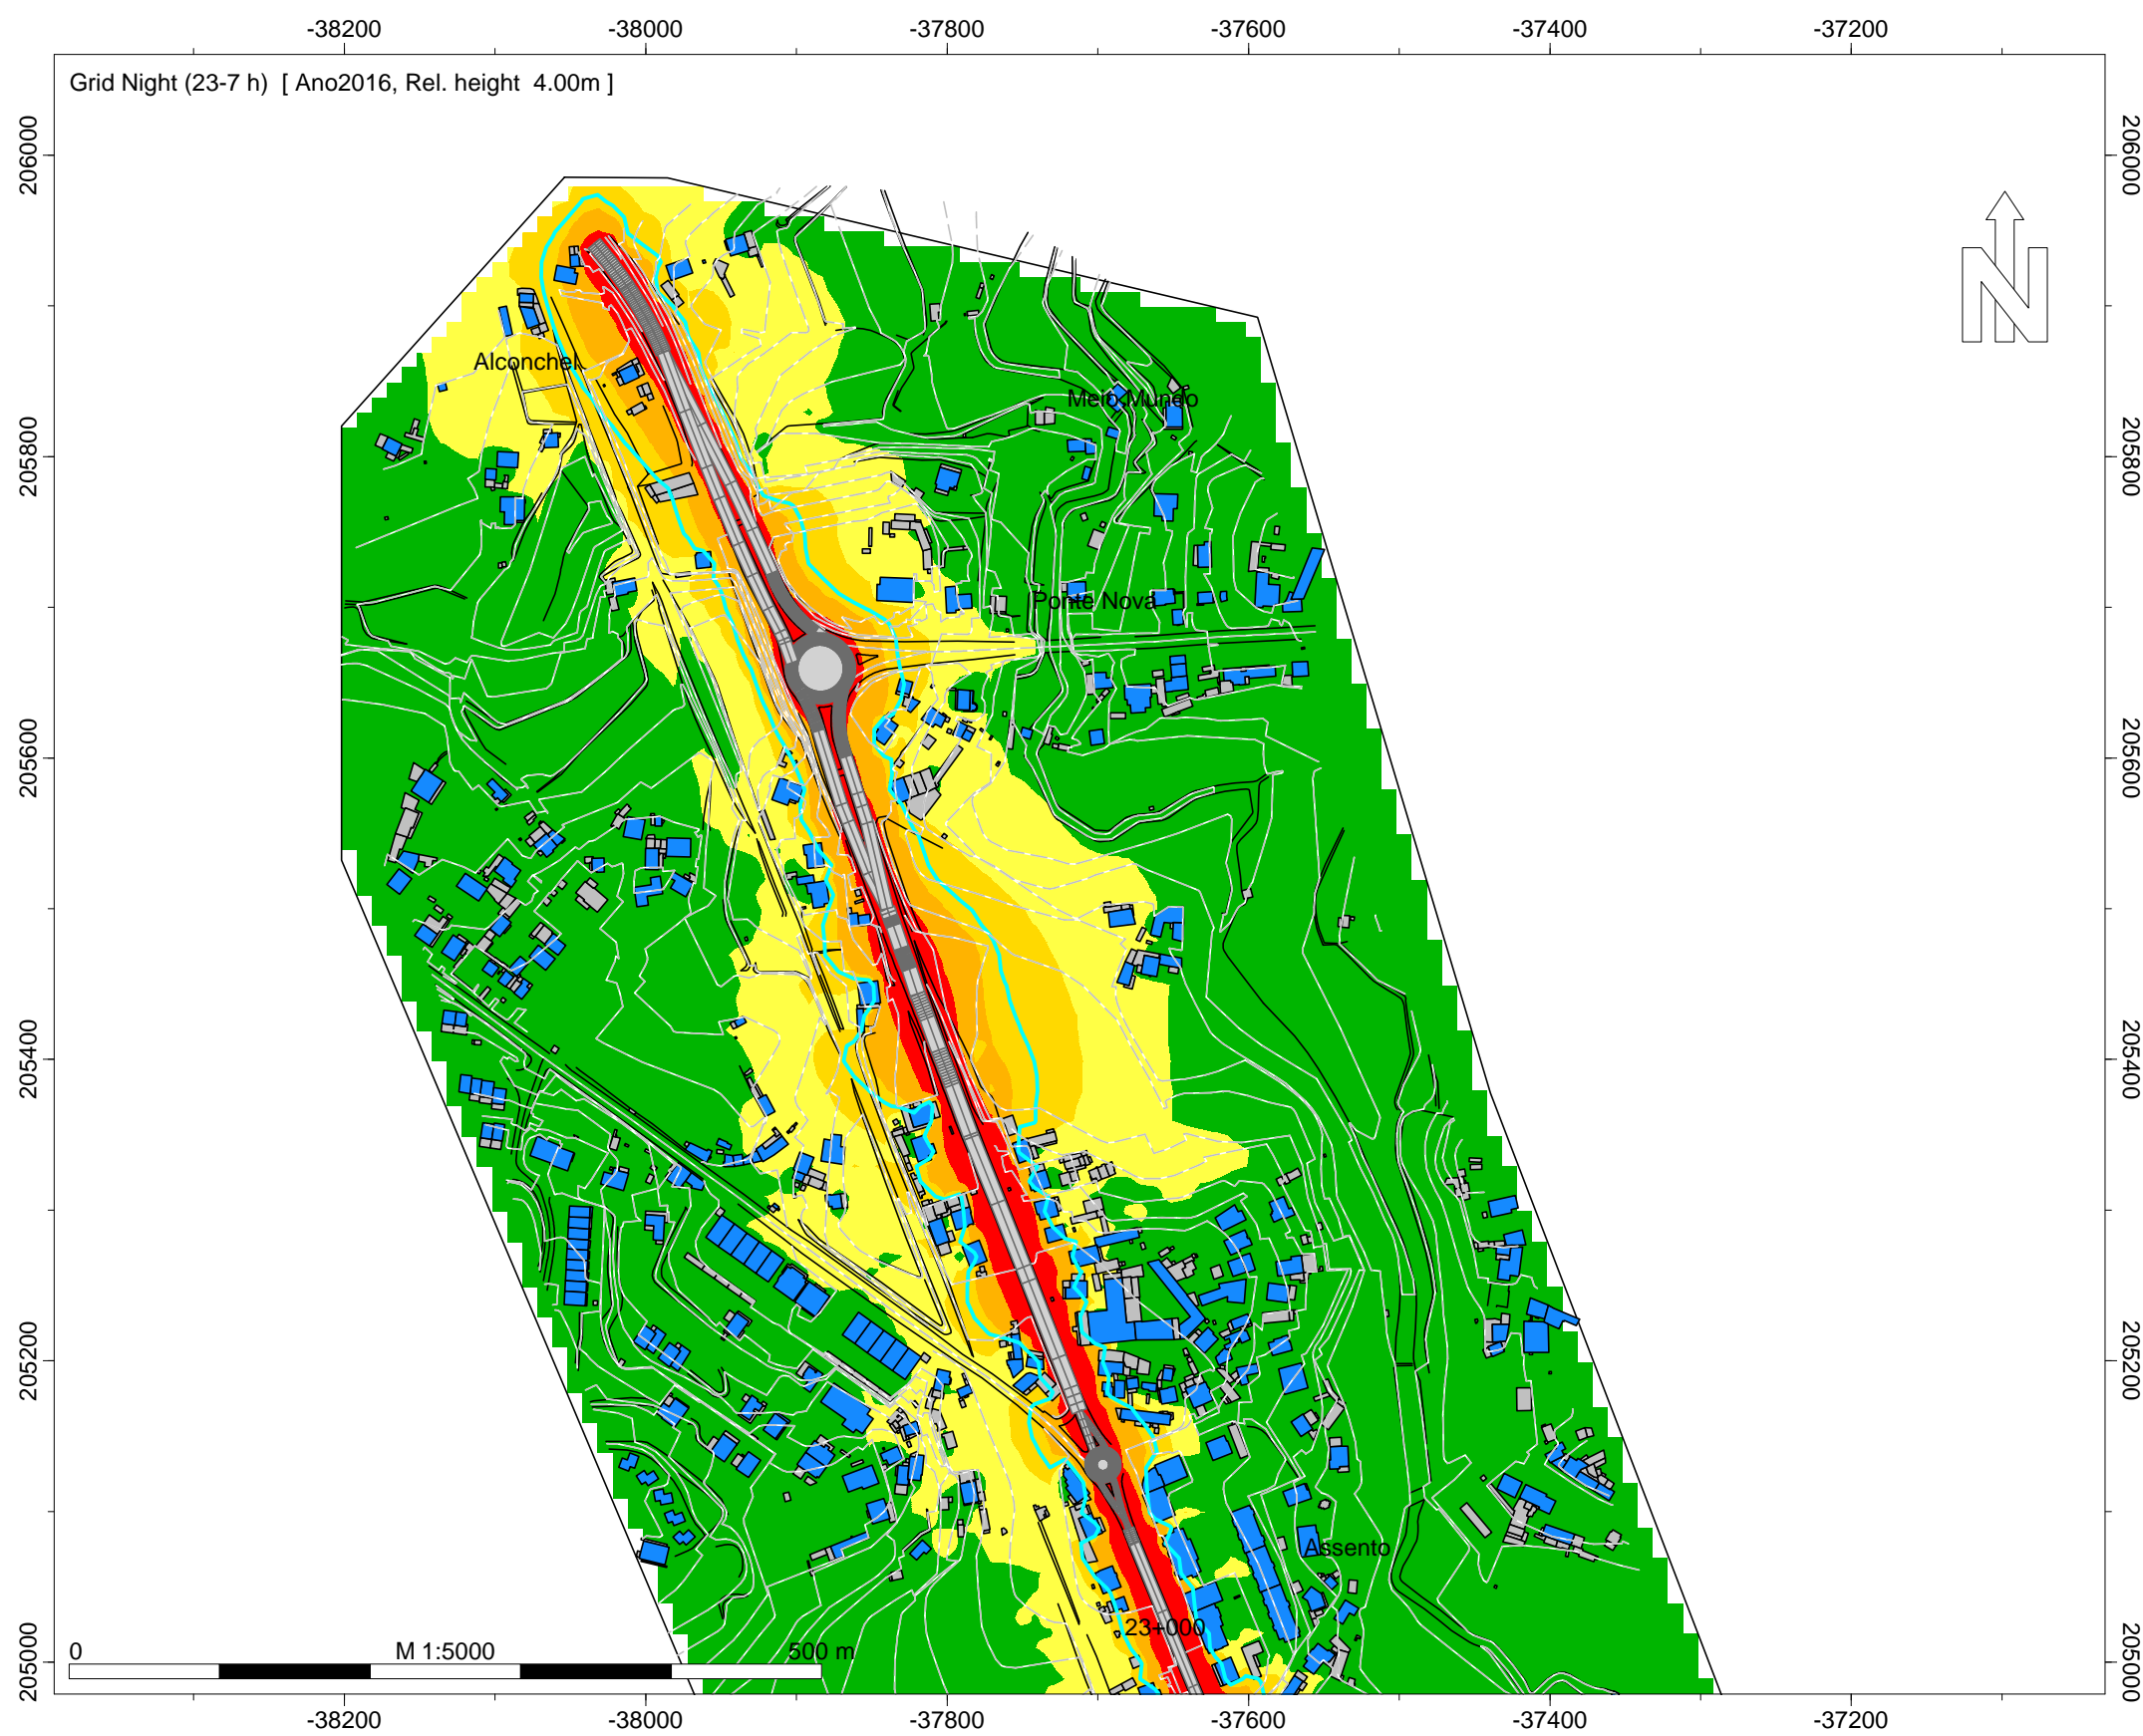 -38200 -38000 -37800 -37600 -37400 -37200
Grid Night (23-7 h) [ Ano2016, Rel. height 4.00m ]
206000 206000
N
Alconchel
Meio Mundo
205800 205800
Ponte Nova
205600 205600
205400 205400
205200 205200
Assento
23+000
0 M 1:5000 500 m
205000 205000
-38200 -38000 -37800 -37600 -37400 -37200